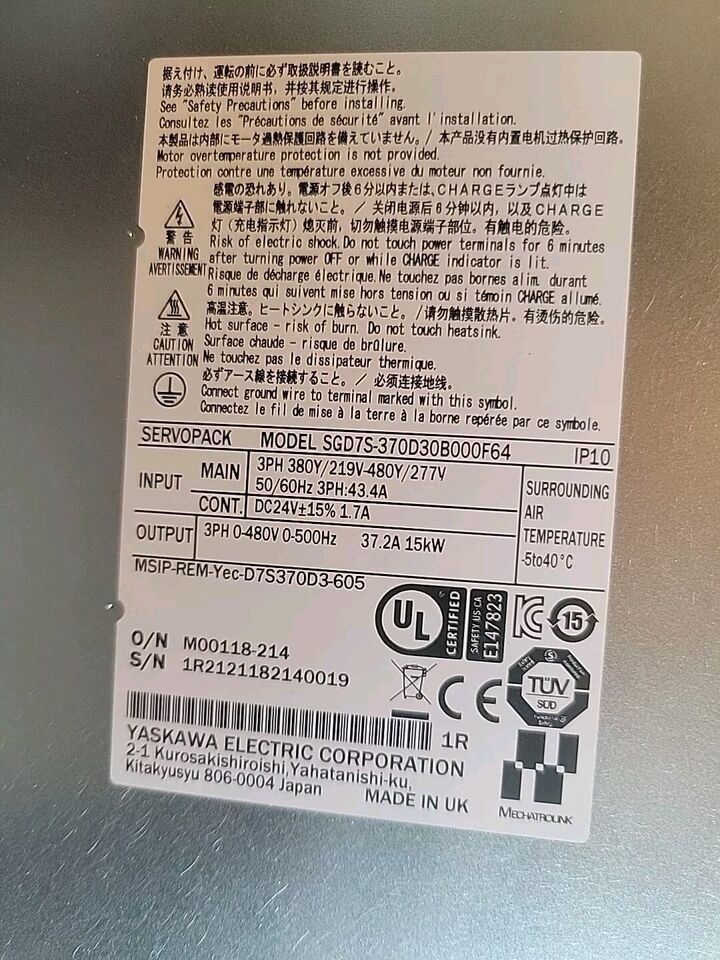 据え付け、運転の前に必ず取扱説明書を読むこと。
请务必熟读使用说明书，并按其规定进行操作。
See "Safety Precautions" before installing.
Consultez les "Précautions de sécurité" avant l'installation.
本製品は内部にモータ過熱保護回路を備えていません。/ 本产品没有内置电机过热保护回路。
Motor overtemperature protection is not provided.
Protection contre une température excessive du moteur non fournie.
感電の恐れあり。電源オフ後6分以内または、CHARGEランプ点灯中は
電源端子部に触れないこと。/ 关闭电源后6分钟以内，以及CHARGE
灯（充电指示灯）熄灭前，切勿触摸电源端子部位。有触电的危险。
警告
WARNING
AVERTISSEMENT
Risk of electric shock. Do not touch power terminals for 6 minutes
after turning power OFF or while CHARGE indicator is lit.
Risque de décharge électrique. Ne touchez pas bornes alim. durant
6 minutes qui suivent mise hors tension ou si témoin CHARGE allumé.
高温注意。ヒートシンクに触らないこと。/请勿触摸散热片。有烫伤的危险。
注意
CAUTION
ATTENTION
Hot surface - risk of burn. Do not touch heatsink.
Surface chaude - risque de brûlure.
Ne touchez pas le dissipateur thermique.
必ずアース線を接続すること。/ 必须连接地线。
Connect ground wire to terminal marked with this symbol.
Connectez le fil de mise à la terre à la borne repérée par ce symbole.
SERVOPACK MODEL SGD7S-370D30B000F64 IP10
INPUT MAIN 3PH 380Y/219V-480Y/277V
50/60Hz 3PH:43.4A
CONT. DC24V±15% 1.7A
OUTPUT 3PH 0-480V 0-500Hz 37.2A 15kW
SURROUNDING
AIR
TEMPERATURE
-5to40°C
MSIP-REM-Yec-D7S370D3-605
UL CERTIFIED
SAFETY US-CA
E147823
15
O/N M00118-214
S/N 1R2121182140019
CE
TÜV
SÜD
1R
YASKAWA ELECTRIC CORPORATION
2-1 Kurosakishiroishi, Yahatanishi-ku,
Kitakyusyu 806-0004 Japan
MADE IN UK
MECHATROLINK